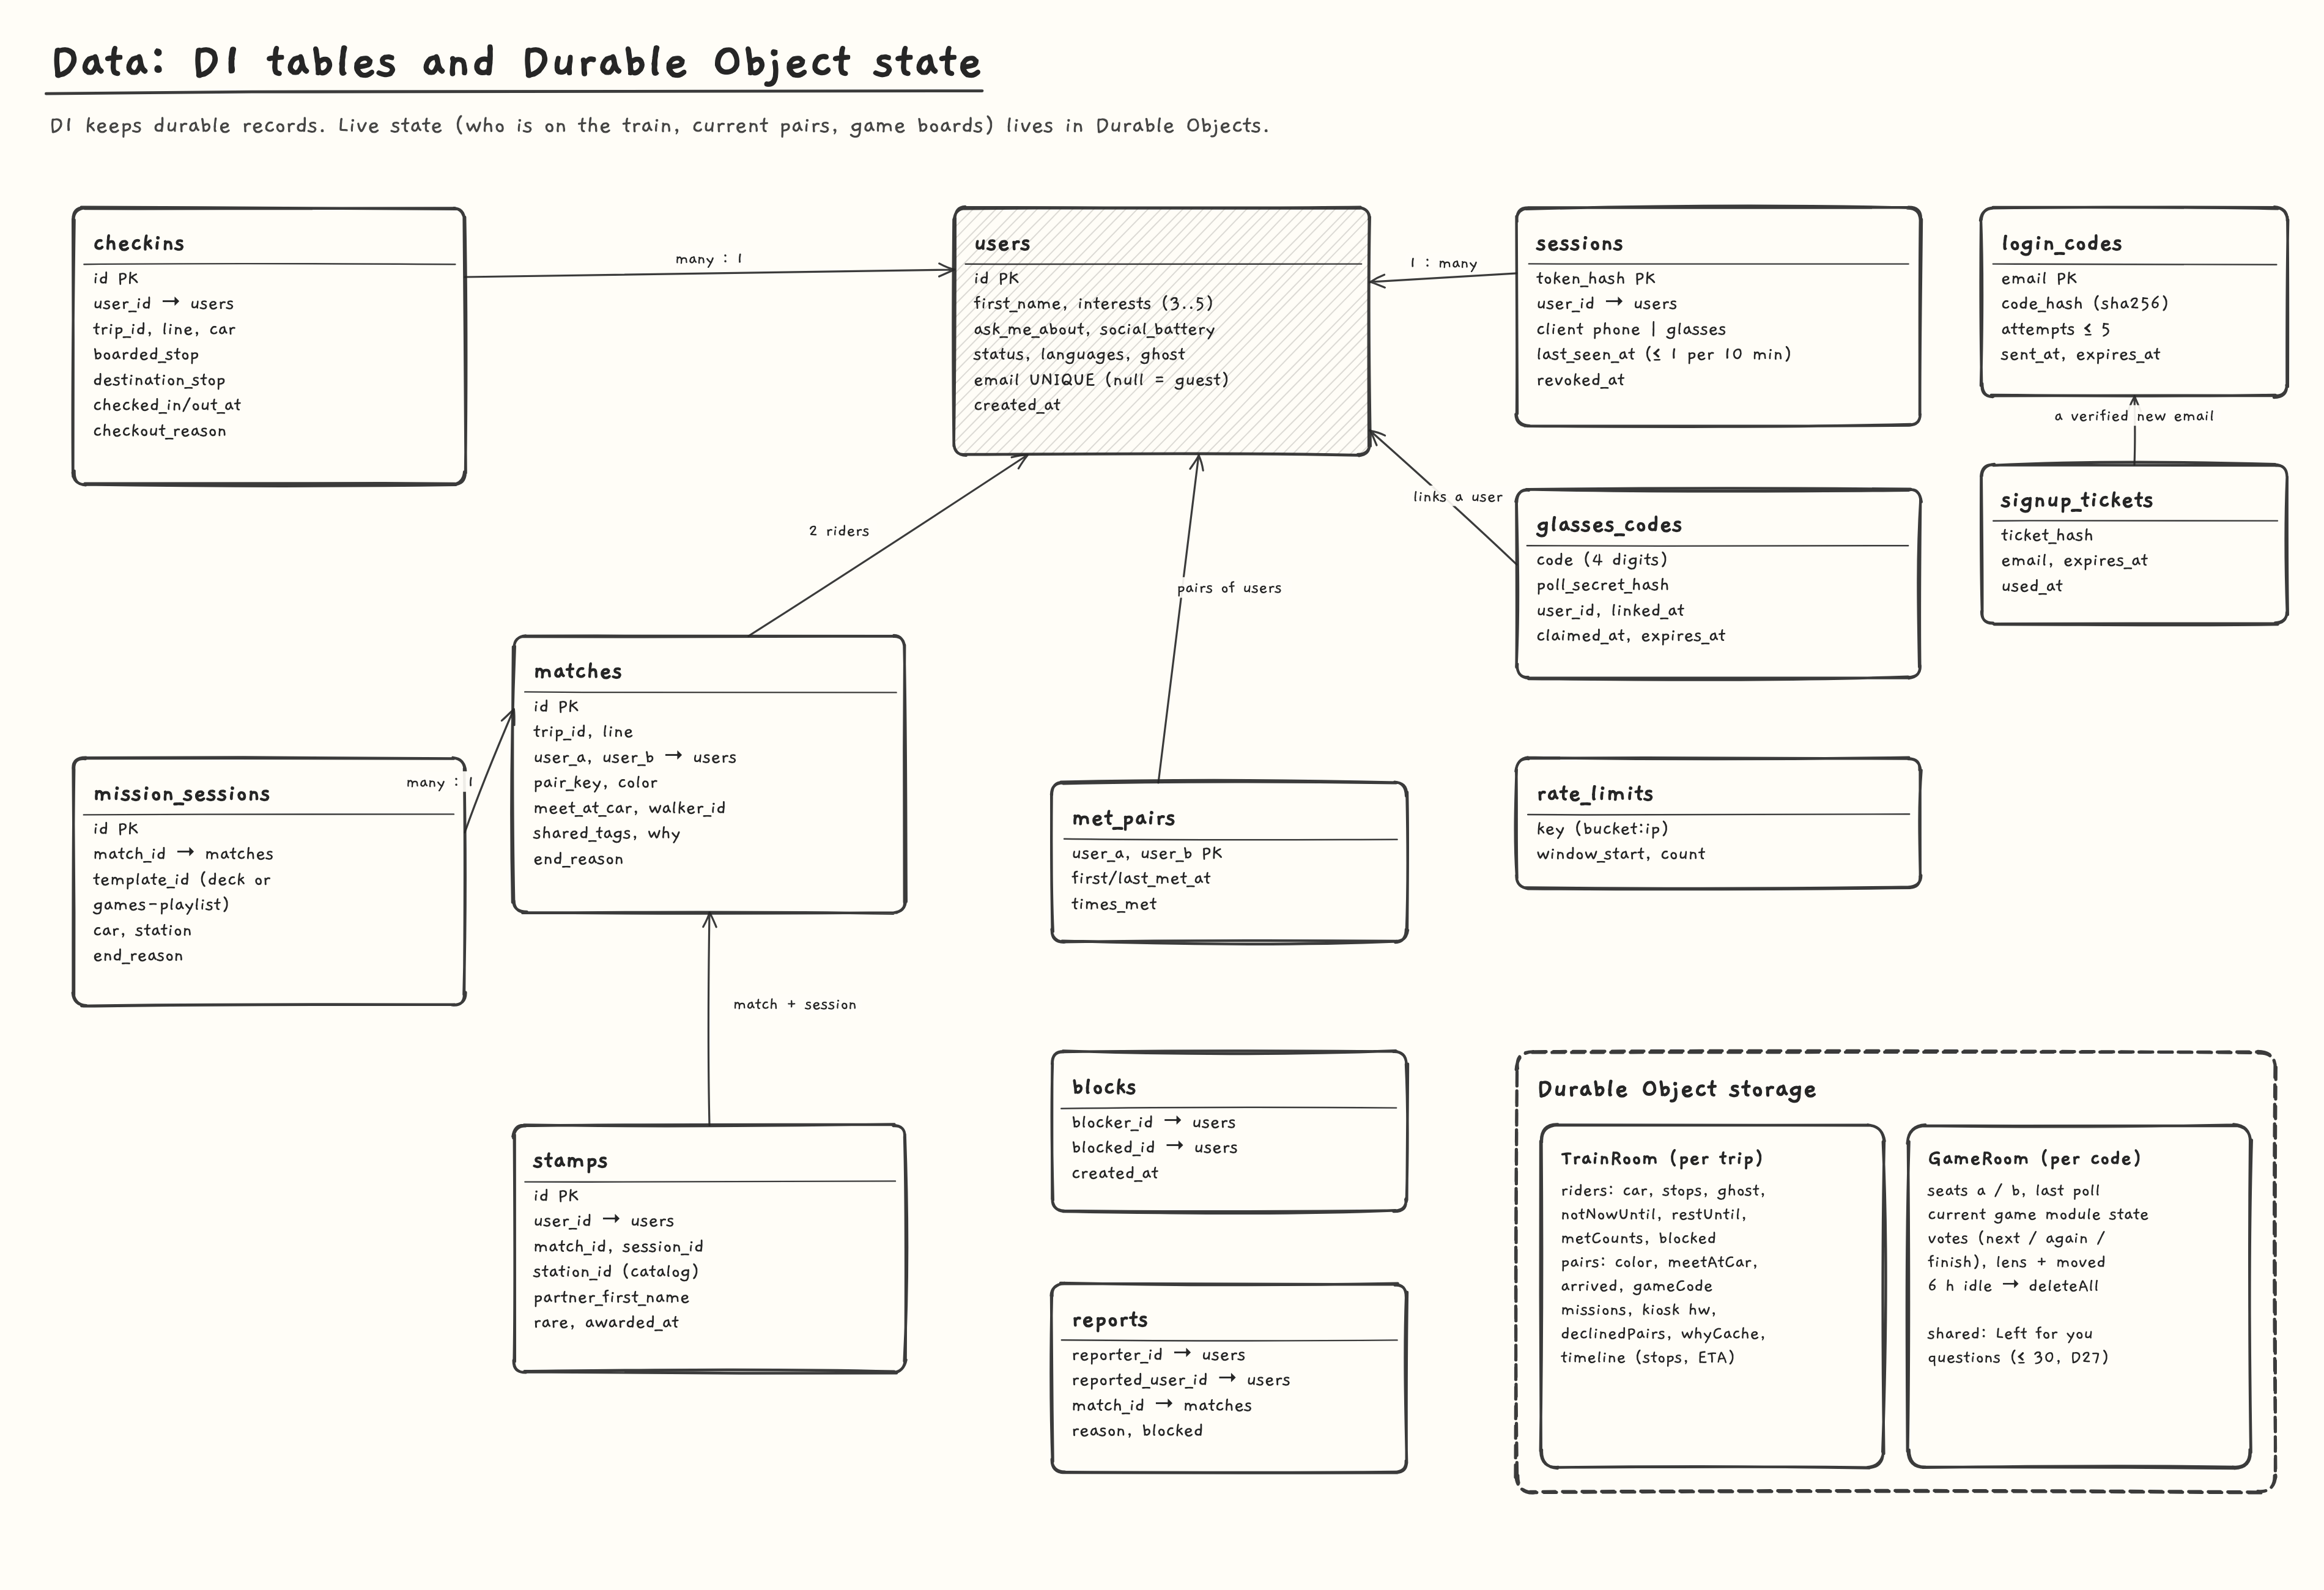 Data: D1 tables and Durable Object state
D1 keeps durable records. Live state (who is on the train, current pairs, game boards) lives in Durable Objects.
checkins
id PK
user_id → users
trip_id, line, car
boarded_stop
destination_stop
checked_in/out_at
checkout_reason
many : 1
users
id PK
first_name, interests (3..5)
ask_me_about, social_battery
status, languages, ghost
email UNIQUE (null = guest)
created_at
1 : many
sessions
token_hash PK
user_id → users
client phone | glasses
last_seen_at (≤ 1 per 10 min)
revoked_at
login_codes
email PK
code_hash (sha256)
attempts ≤ 5
sent_at, expires_at
a verified new email
signup_tickets
ticket_hash
email, expires_at
used_at
links a user
glasses_codes
code (4 digits)
poll_secret_hash
user_id, linked_at
claimed_at, expires_at
2 riders
pairs of users
matches
id PK
trip_id, line
user_a, user_b → users
pair_key, color
meet_at_car, walker_id
shared_tags, why
end_reason
many : 1
mission_sessions
id PK
match_id → matches
template_id (deck or
games-playlist)
car, station
end_reason
met_pairs
user_a, user_b PK
first/last_met_at
times_met
rate_limits
key (bucket:ip)
window_start, count
match + session
stamps
id PK
user_id → users
match_id, session_id
station_id (catalog)
partner_first_name
rare, awarded_at
blocks
blocker_id → users
blocked_id → users
created_at
reports
reporter_id → users
reported_user_id → users
match_id → matches
reason, blocked
Durable Object storage
TrainRoom (per trip)
riders: car, stops, ghost,
notNowUntil, restUntil,
metCounts, blocked
pairs: color, meetAtCar,
arrived, gameCode
missions, kiosk hw,
declinedPairs, whyCache,
timeline (stops, ETA)
GameRoom (per code)
seats a / b, last poll
current game module state
votes (next / again /
finish), lens + moved
6 h idle → deleteAll
shared: Left for you
questions (≤ 30, D27)